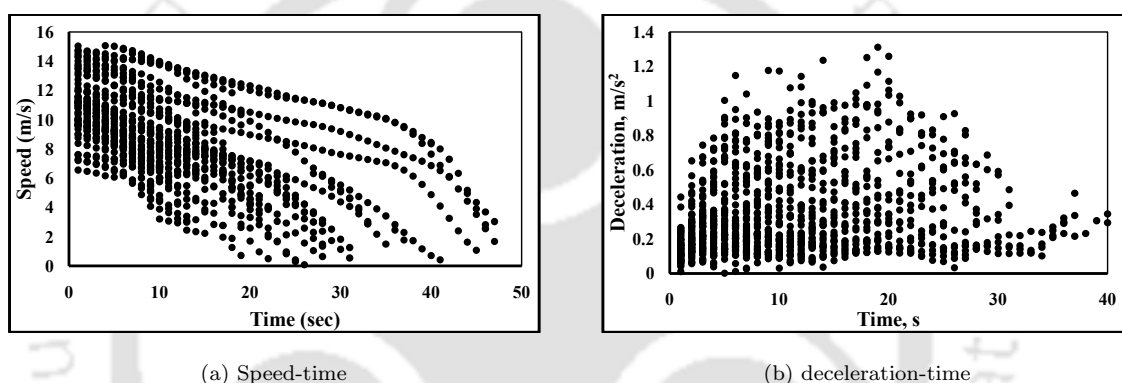 16
14
12
10
8
6
4
2
0
Speed (m/s)
0 10 20 30 40 50
Time (sec)
(a) Speed-time
1.4
1.2
1
0.8
0.6
0.4
0.2
0
Deceleration, m/s²
0 10 20 30 40
Time, s
(b) deceleration-time